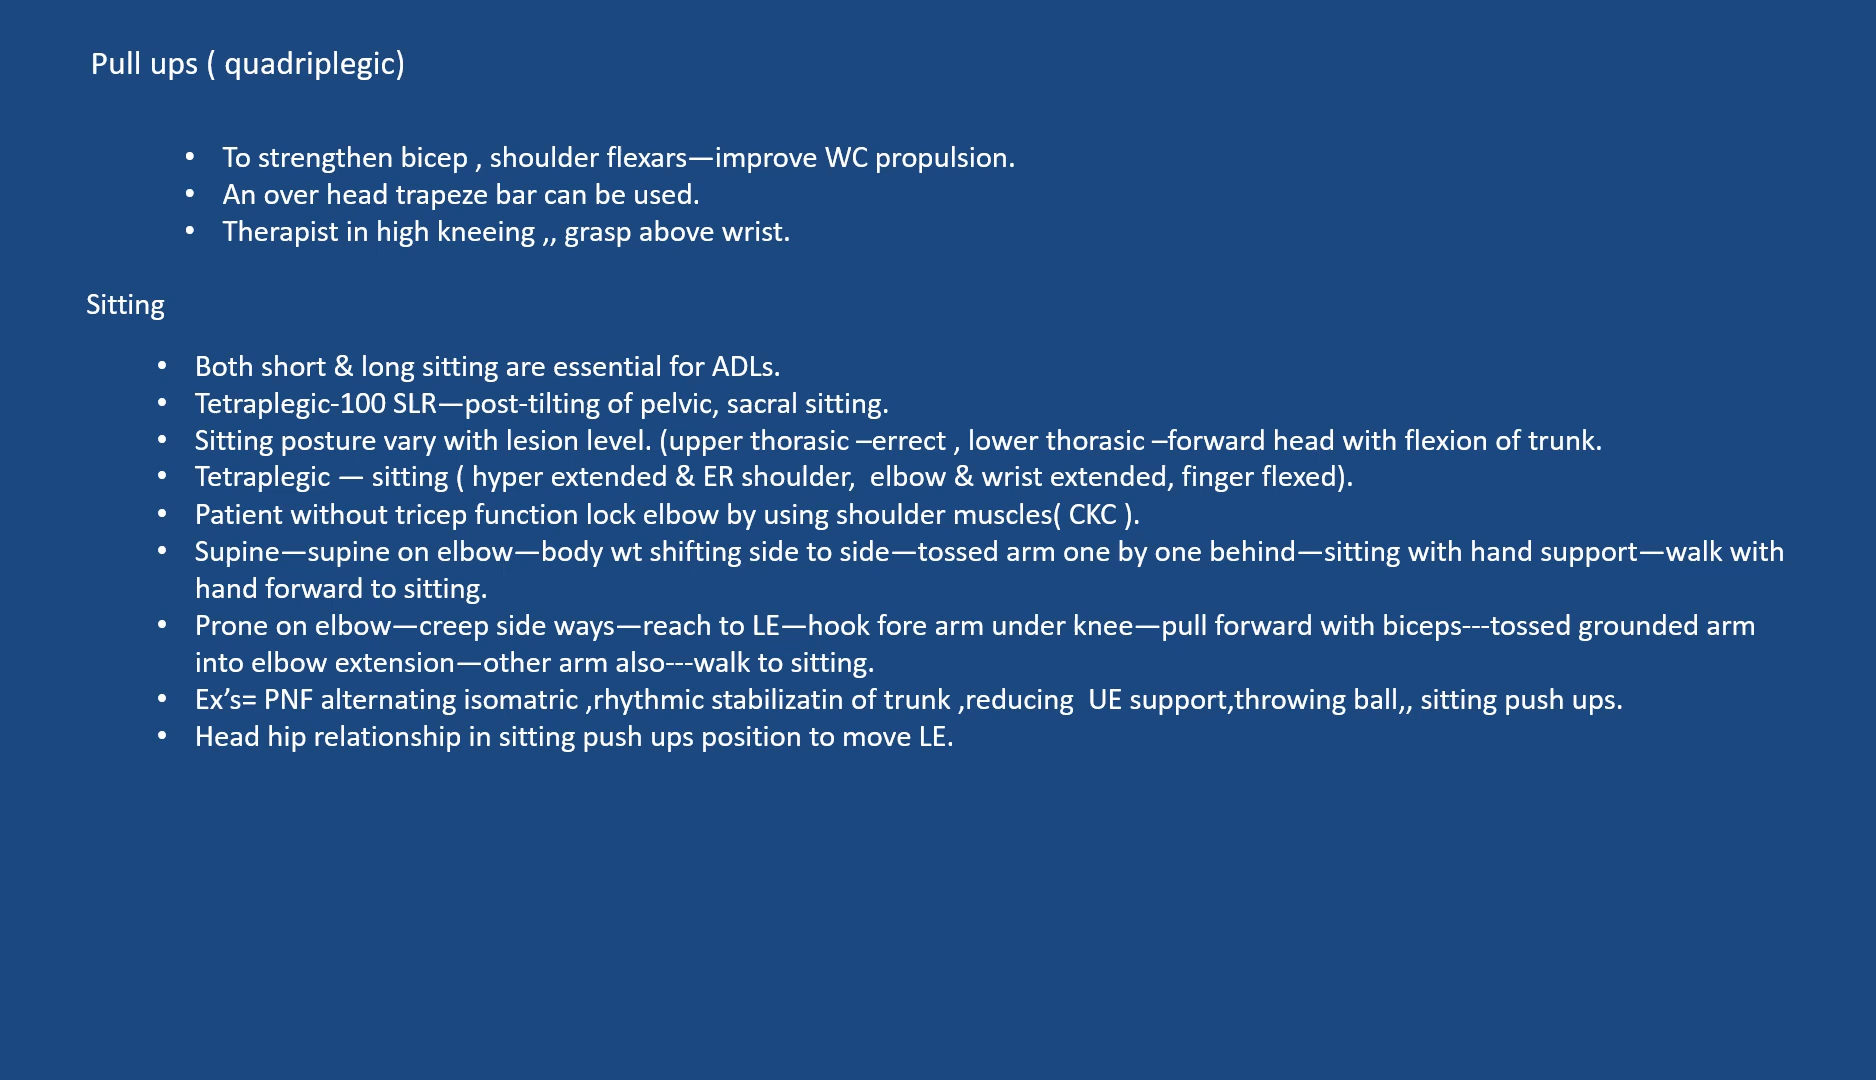 Pull ups ( quadriplegic)
• To strengthen bicep , shoulder flexars—improve WC propulsion.
• An over head trapeze bar can be used.
• Therapist in high kneeing ,, grasp above wrist.
Sitting
• Both short & long sitting are essential for ADLs.
• Tetraplegic-100 SLR—post-tilting of pelvic, sacral sitting.
• Sitting posture vary with lesion level. (upper thorasic –errect , lower thorasic –forward head with flexion of trunk.
• Tetraplegic — sitting ( hyper extended & ER shoulder,  elbow & wrist extended, finger flexed).
• Patient without tricep function lock elbow by using shoulder muscles( CKC ).
• Supine—supine on elbow—body wt shifting side to side—tossed arm one by one behind—sitting with hand support—walk with
hand forward to sitting.
• Prone on elbow—creep side ways—reach to LE—hook fore arm under knee—pull forward with biceps---tossed grounded arm
into elbow extension—other arm also---walk to sitting.
• Ex’s= PNF alternating isomatric ,rhythmic stabilizatin of trunk ,reducing  UE support,throwing ball,, sitting push ups.
• Head hip relationship in sitting push ups position to move LE.